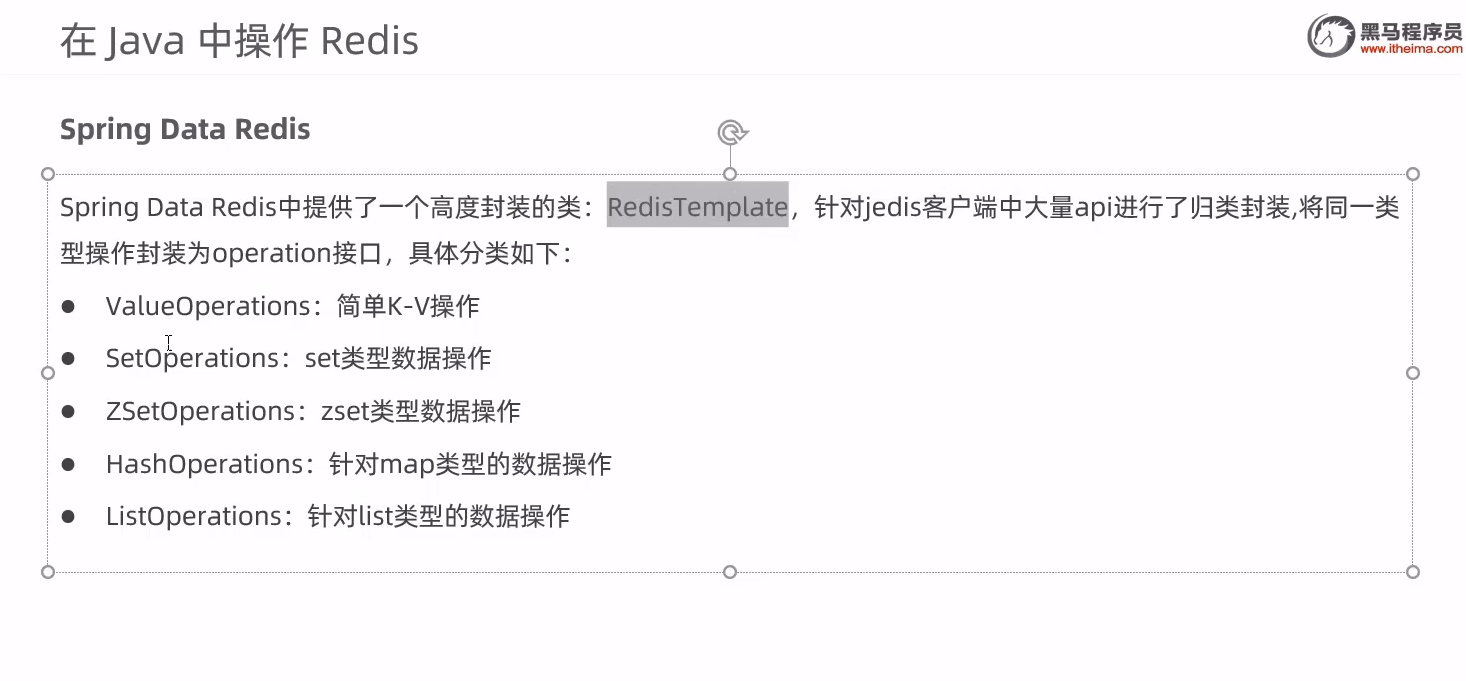 在 Java 中操作 Redis
黑马程序员
www.itheima.com
Spring Data Redis
Spring Data Redis中提供了一个高度封装的类：RedisTemplate，针对jedis客户端中大量api进行了归类封装,将同一类
型操作封装为operation接口，具体分类如下：
● ValueOperations：简单K-V操作
● SetOperations：set类型数据操作
● ZSetOperations：zset类型数据操作
● HashOperations：针对map类型的数据操作
● ListOperations：针对list类型的数据操作